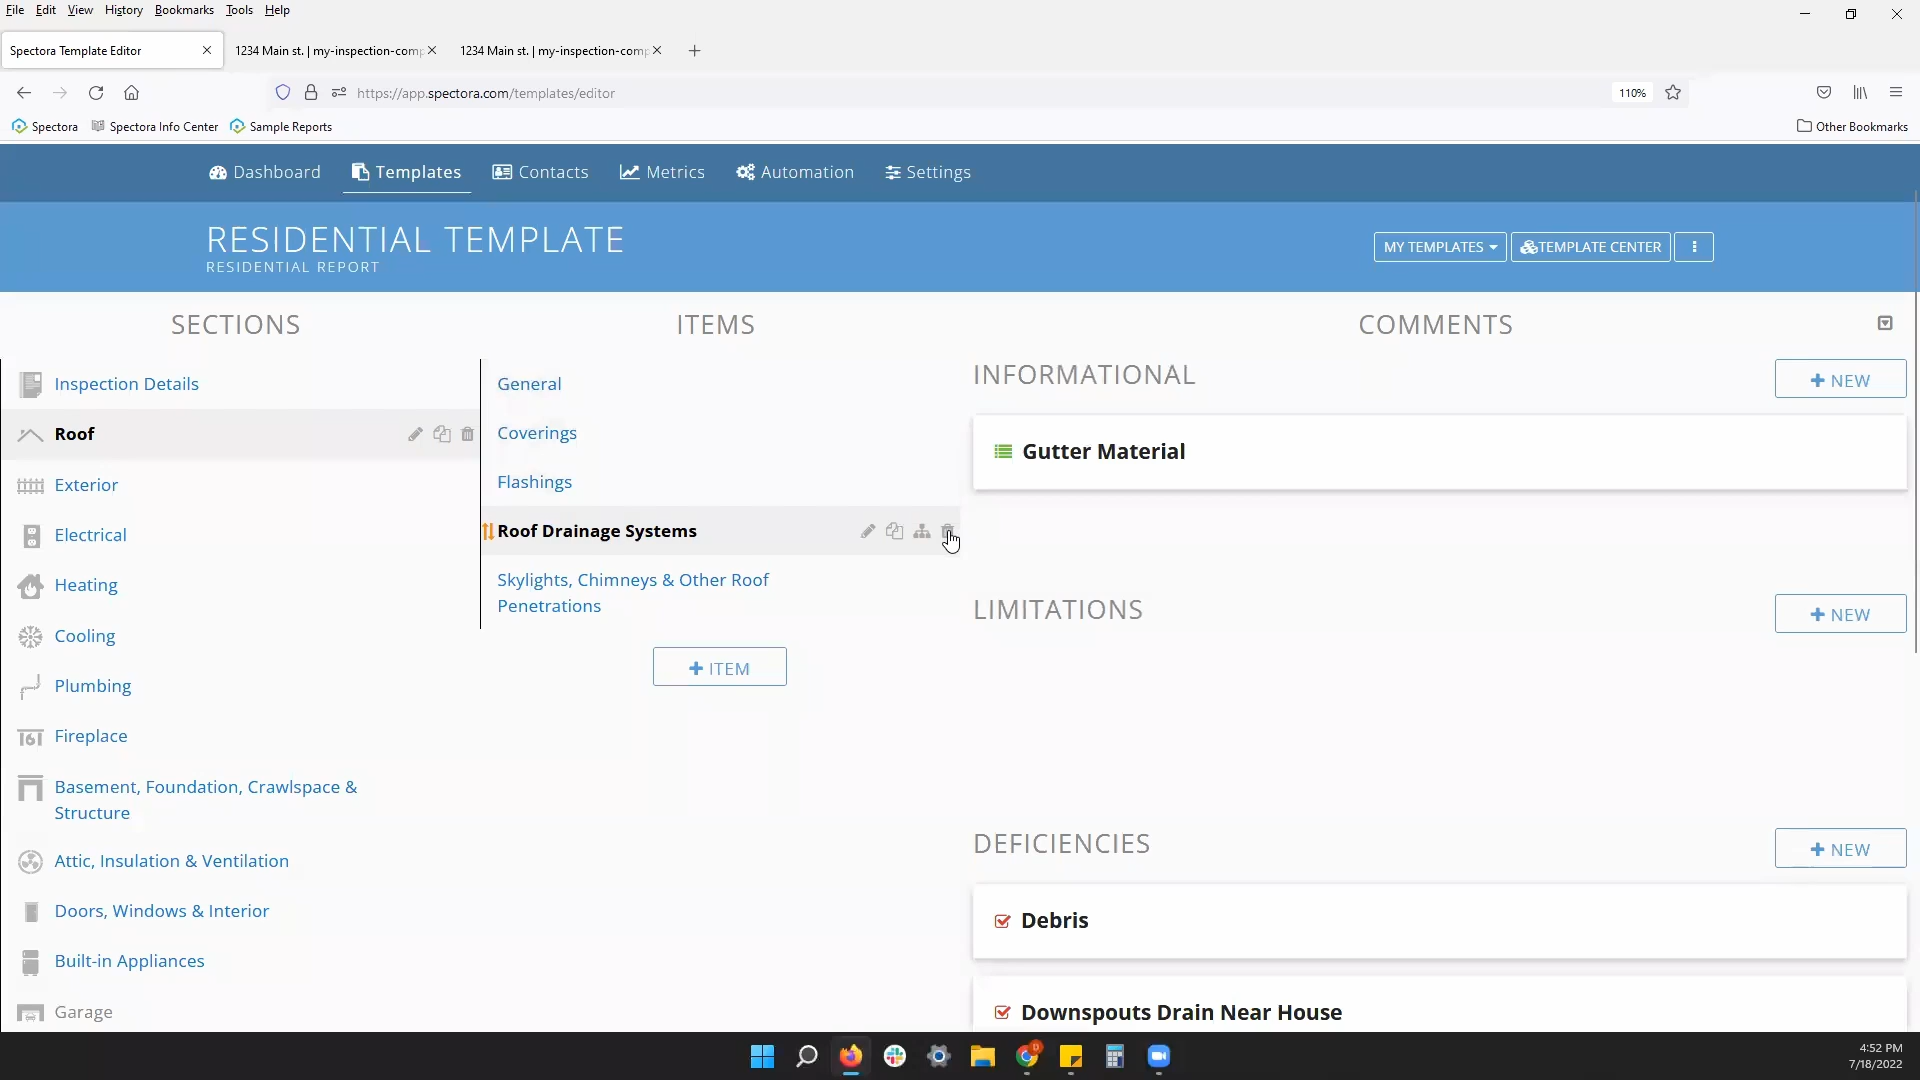 File Edit View History Bookmarks Tools Help
Spectora Template Editor
1234 Main st. | my-inspection-comp
1234 Main st. | my-inspection-comp
https://app.spectora.com/templates/editor
110%
Spectora Spectora Info Center Sample Reports
Other Bookmarks
Dashboard Templates Contacts Metrics Automation Settings
RESIDENTIAL TEMPLATE
RESIDENTIAL REPORT
MY TEMPLATES
TEMPLATE CENTER
SECTIONS
Inspection Details
Roof
Exterior
Electrical
Heating
Cooling
Plumbing
Fireplace
Basement, Foundation, Crawlspace &
Structure
Attic, Insulation & Ventilation
Doors, Windows & Interior
Built-in Appliances
Garage
ITEMS
General
Coverings
Flashings
Roof Drainage Systems
Skylights, Chimneys & Other Roof
Penetrations
+ ITEM
COMMENTS
INFORMATIONAL
+ NEW
Gutter Material
LIMITATIONS
+ NEW
DEFICIENCIES
+ NEW
Debris
Downspouts Drain Near House
4:52 PM
7/18/2022